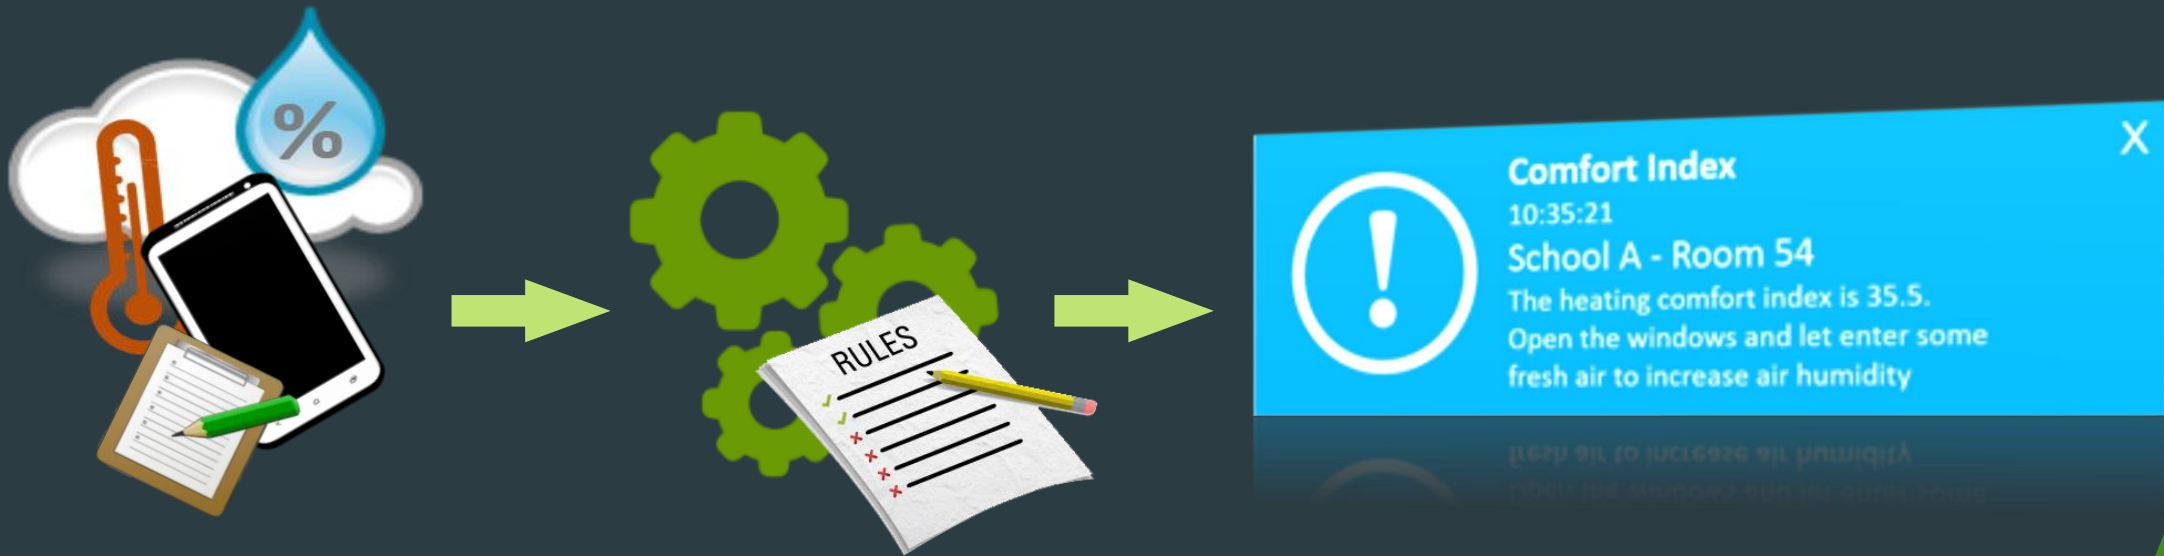 %
RULES
X
Comfort Index
10:35:21
School A - Room 54
The heating comfort index is 35.5.
Open the windows and let enter some
fresh air to increase air humidity